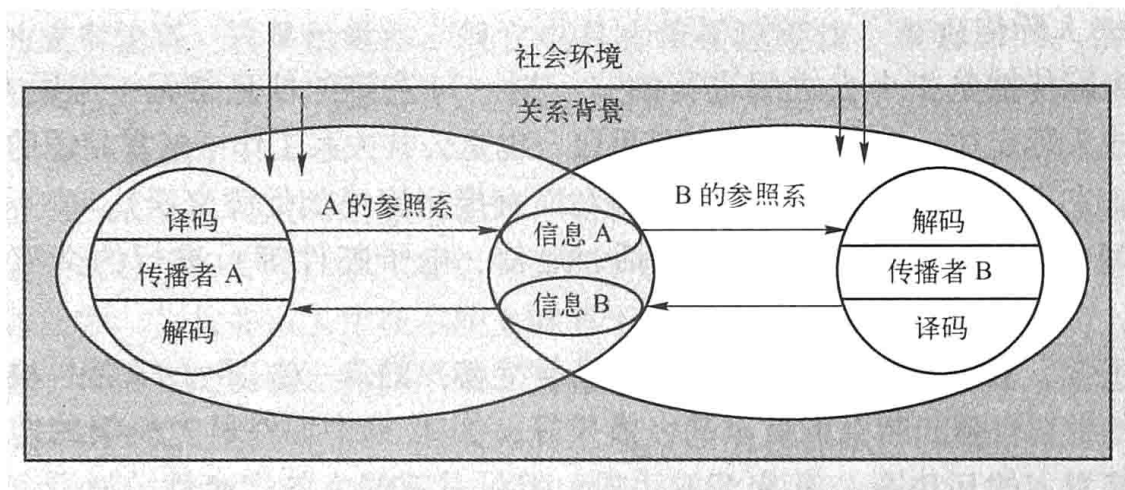 社会环境
关系背景
A 的参照系
B 的参照系
译码
传播者 A
解码
信息 A
信息 B
解码
传播者 B
译码